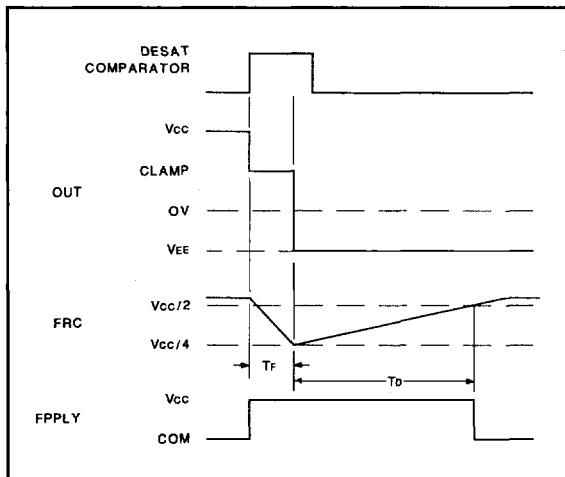 DESAT
COMPARATOR
Vcc
CLAMP
OUT
OV
VEE
FRC
Vcc/2
Vcc/4
TF
TD
Vcc
FPPLY
COM